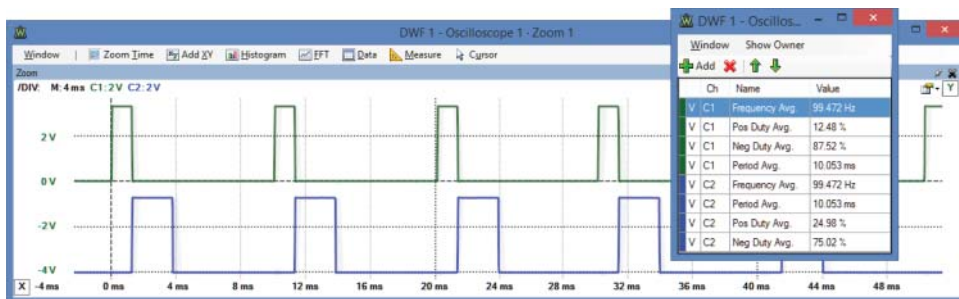 DWF 1 - Oscilloscope 1 - Zoom 1
Window Zoom Time Add XY Histogram FFT Data Measure Cursor
Zoom
/DIV: M:4 ms C1:2 V C2:2 V
Y
2 V
0 V
-2 V
-4 V
X -4 ms 0 ms 4 ms 8 ms 12 ms 16 ms 20 ms 24 ms 28 ms 32 ms 36 ms 40 ms 44 ms 48 ms
DWF 1 - Oscillos...
Window Show Owner
Add
Ch Name Value
V C1 Frequency Avg. 99.472 Hz
V C1 Pos Duty Avg. 12.48 %
V C1 Neg Duty Avg. 87.52 %
V C1 Period Avg. 10.053 ms
V C2 Frequency Avg. 99.472 Hz
V C2 Period Avg. 10.053 ms
V C2 Pos Duty Avg. 24.98 %
V C2 Neg Duty Avg. 75.02 %